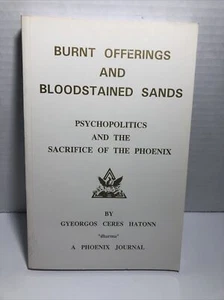 BURNT OFFERINGS
AND
BLOODSTAINED SANDS
PSYCHOPOLITICS
AND THE
SACRIFICE OF THE PHOENIX
BY
GYEORGOS CERES HATONN
"dharma"
A PHOENIX JOURNAL